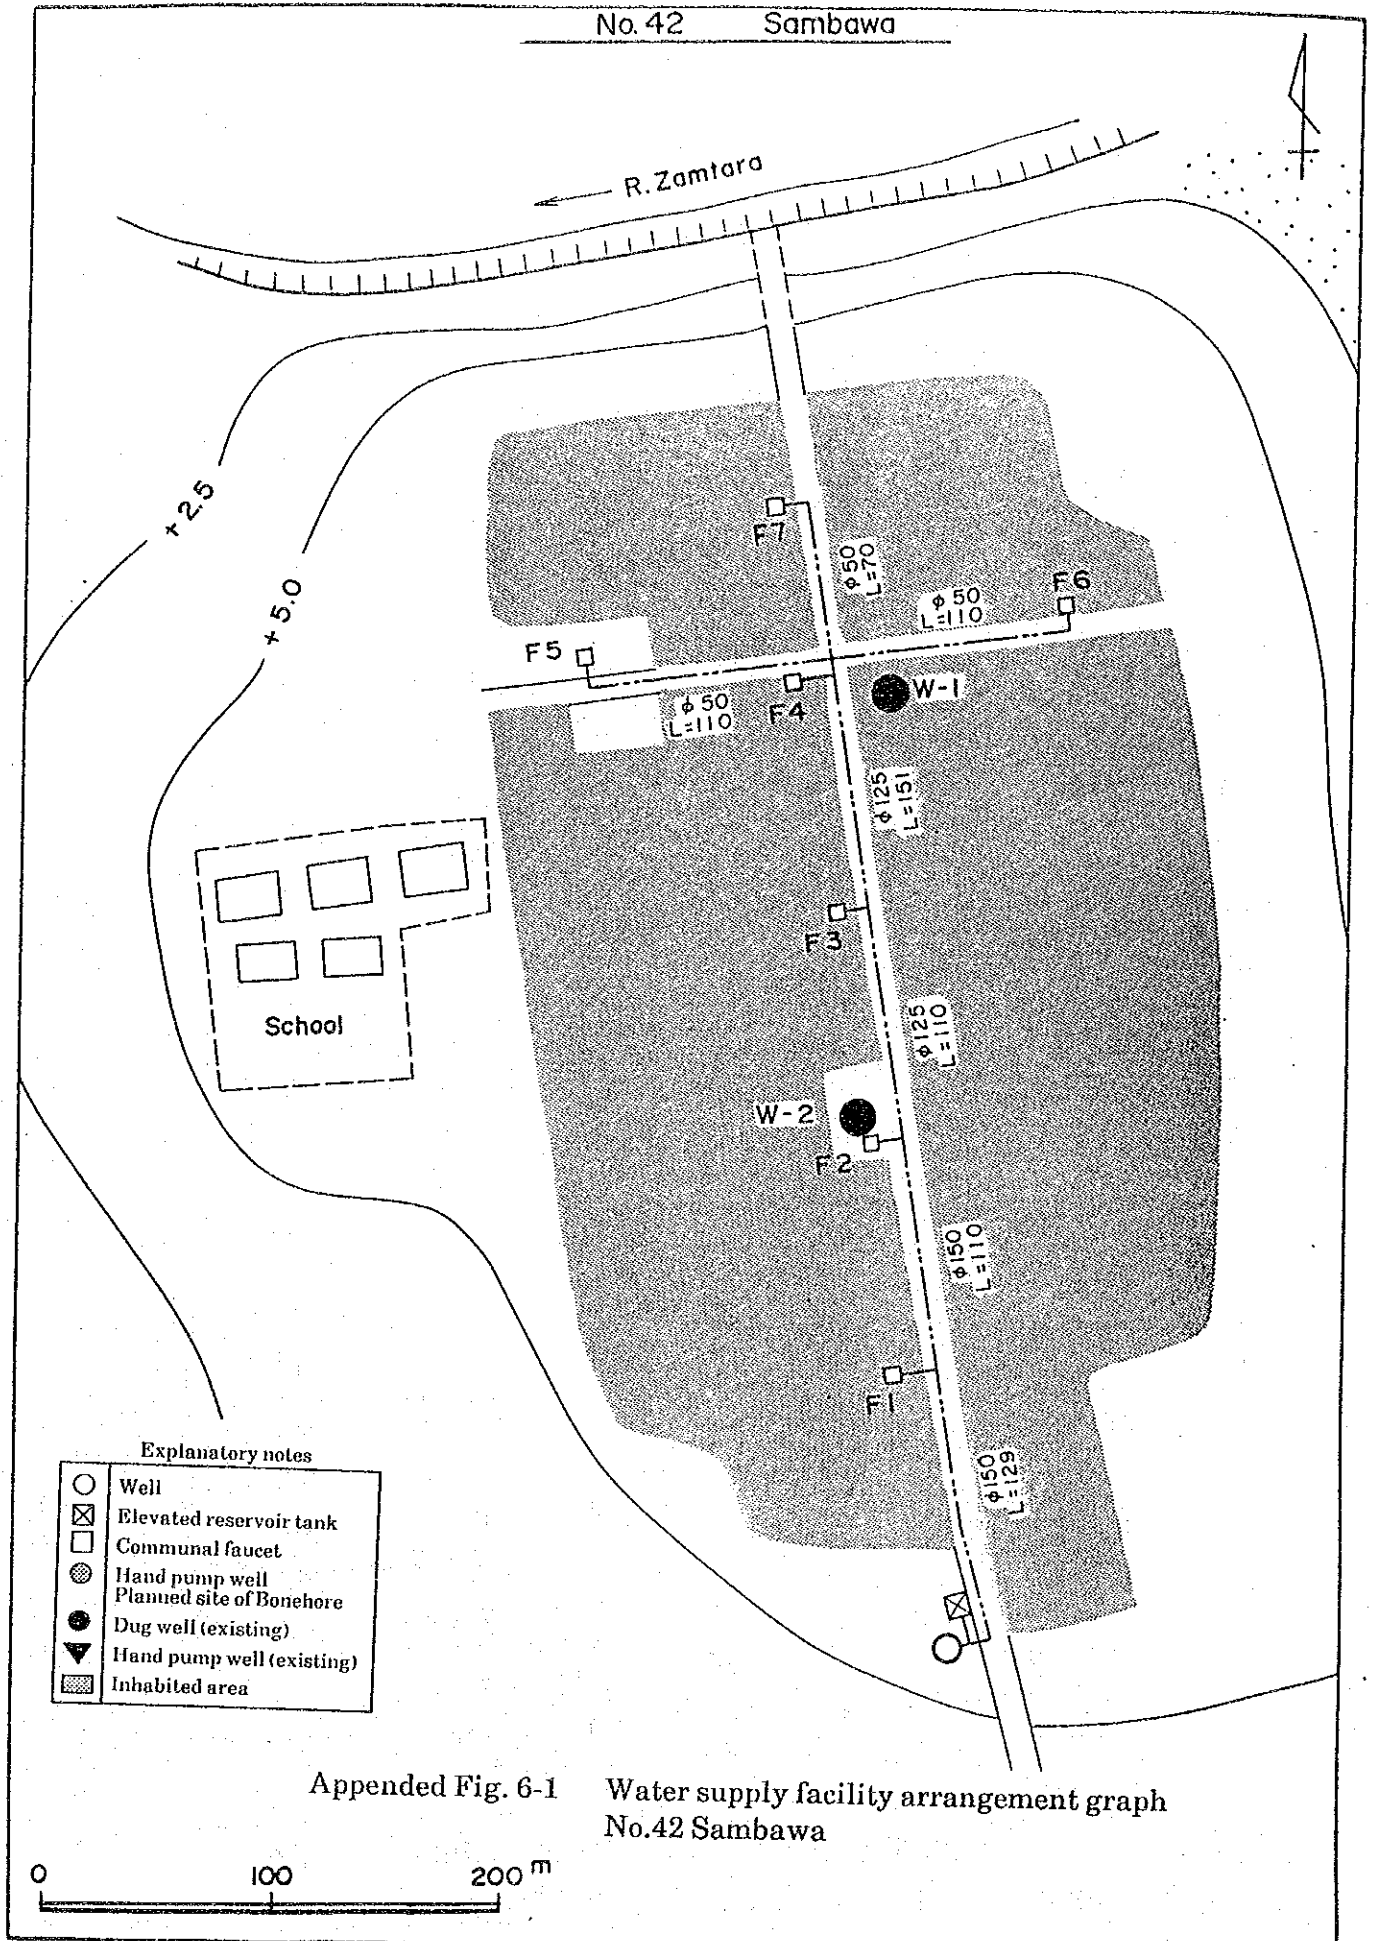 No. 42 Sambawa
R. Zamtara
+2.5
+5.0
F7
φ50
L=70
F6
φ50
L=110
F5
F4
W-1
φ50
L=110
φ125
L=151
F3
School
φ125
L=110
W-2
F2
φ150
L=110
F1
φ150
L=129
Explanatory notes
Well
Elevated reservoir tank
Communal faucet
Hand pump well
Planned site of Bonehore
Dug well (existing)
Hand pump well (existing)
Inhabited area
Appended Fig. 6-1 Water supply facility arrangement graph
No.42 Sambawa
0 100 200 m